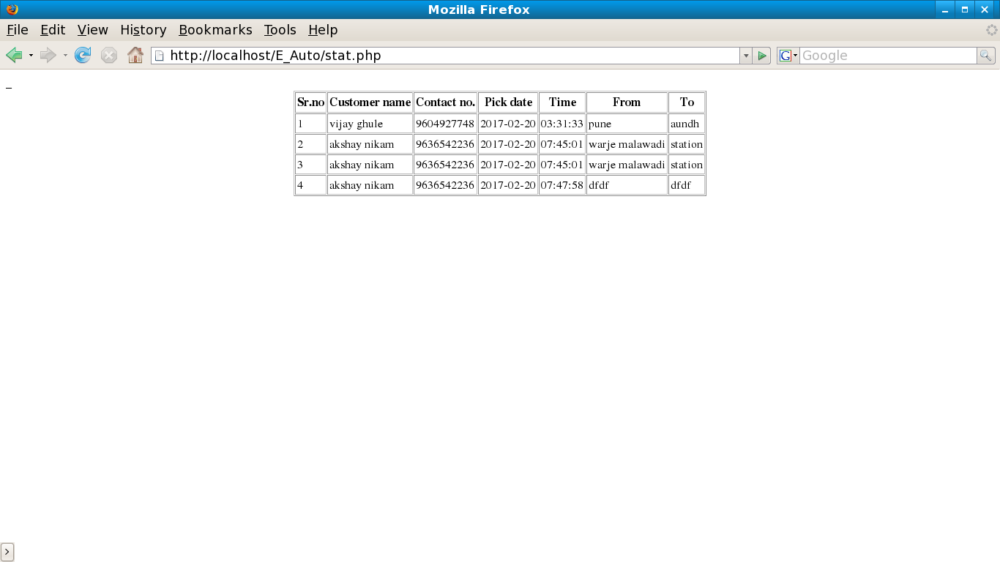 Mozilla Firefox
File Edit View History Bookmarks Tools Help
http://localhost/E_Auto/stat.php G Google
_
Sr.no Customer name Contact no. Pick date Time From To
1 vijay ghule 9604927748 2017-02-20 03:31:33 pune aundh
2 akshay nikam 9636542236 2017-02-20 07:45:01 warje malawadi station
3 akshay nikam 9636542236 2017-02-20 07:45:01 warje malawadi station
4 akshay nikam 9636542236 2017-02-20 07:47:58 dfdf dfdf
>